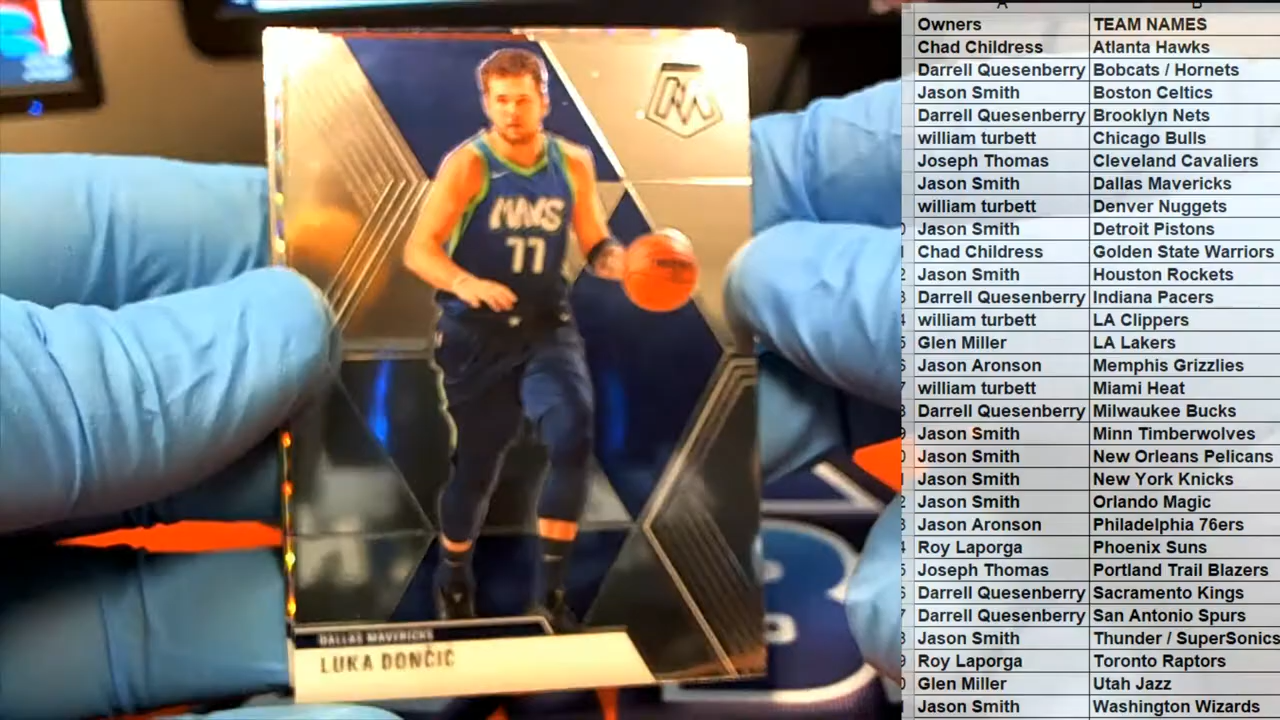 MAVS
77
DALLAS MAVERICKS
LUKA DONČIĆ
A B
Owners TEAM NAMES
Chad Childress Atlanta Hawks
Darrell Quesenberry Bobcats / Hornets
Jason Smith Boston Celtics
Darrell Quesenberry Brooklyn Nets
william turbett Chicago Bulls
Joseph Thomas Cleveland Cavaliers
Jason Smith Dallas Mavericks
william turbett Denver Nuggets
Jason Smith Detroit Pistons
Chad Childress Golden State Warriors
Jason Smith Houston Rockets
Darrell Quesenberry Indiana Pacers
william turbett LA Clippers
Glen Miller LA Lakers
Jason Aronson Memphis Grizzlies
william turbett Miami Heat
Darrell Quesenberry Milwaukee Bucks
Jason Smith Minn Timberwolves
Jason Smith New Orleans Pelicans
Jason Smith New York Knicks
Jason Smith Orlando Magic
Jason Aronson Philadelphia 76ers
Roy Laporga Phoenix Suns
Joseph Thomas Portland Trail Blazers
Darrell Quesenberry Sacramento Kings
Darrell Quesenberry San Antonio Spurs
Jason Smith Thunder / SuperSonics
Roy Laporga Toronto Raptors
Glen Miller Utah Jazz
Jason Smith Washington Wizards